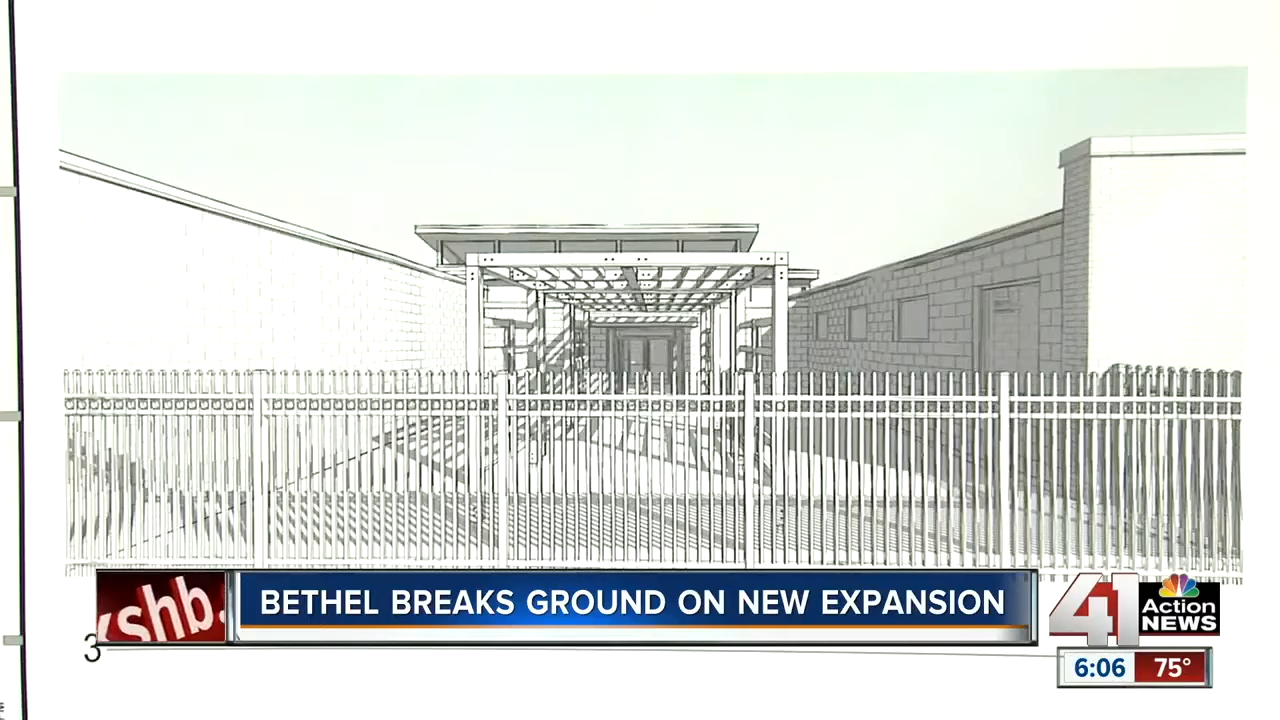 kshb.
BETHEL BREAKS GROUND ON NEW EXPANSION
41
Action
NEWS
3
6:06 75°